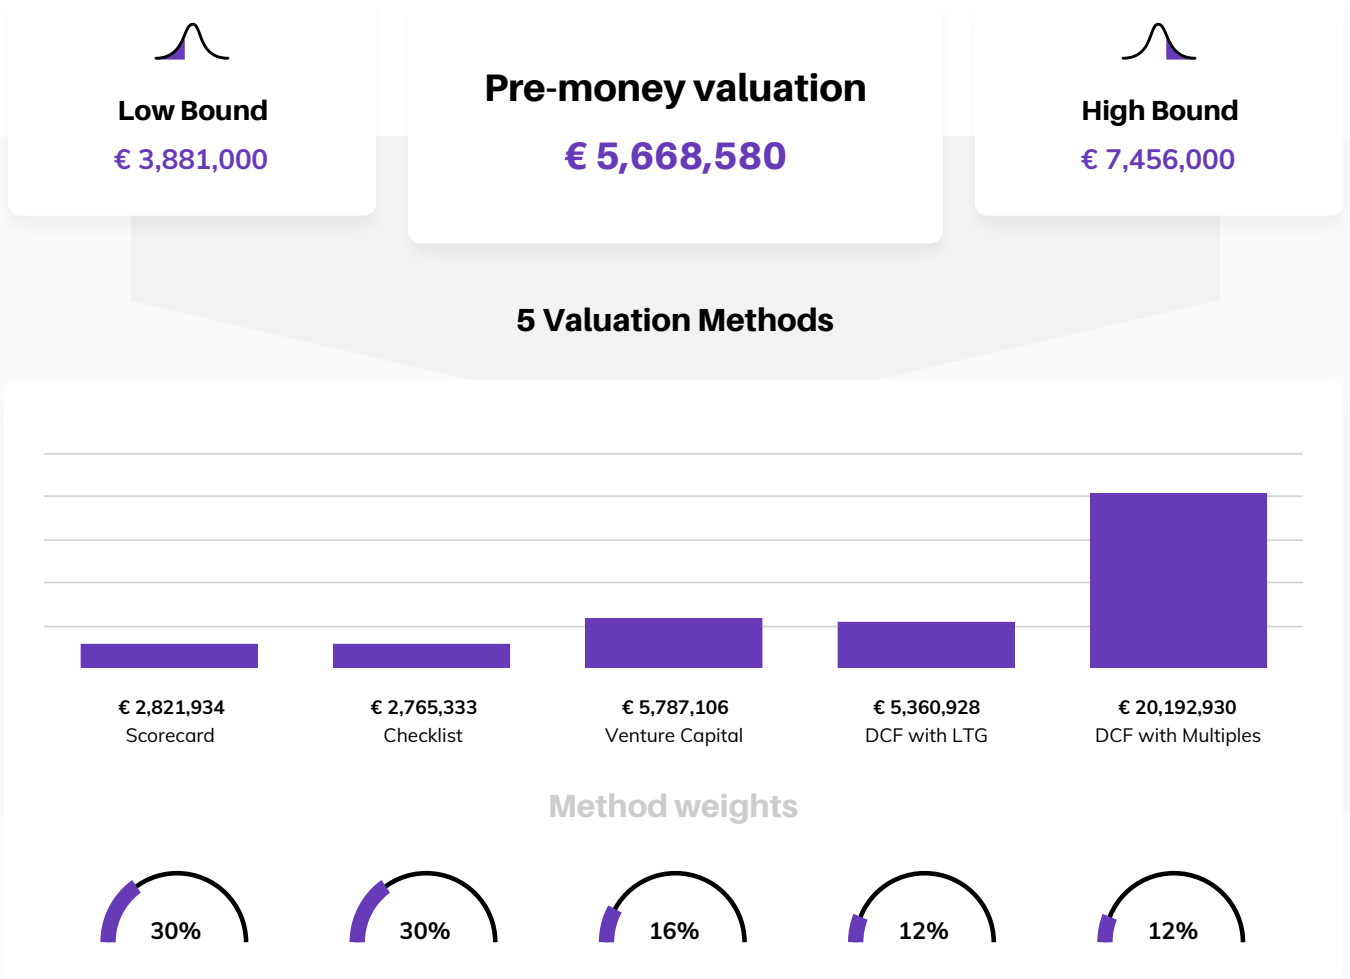 Low Bound
€ 3,881,000
Pre-money valuation
€ 5,668,580
High Bound
€ 7,456,000
5 Valuation Methods
€ 2,821,934
Scorecard
€ 2,765,333
Checklist
€ 5,787,106
Venture Capital
€ 5,360,928
DCF with LTG
€ 20,192,930
DCF with Multiples
Method weights
30%
30%
16%
12%
12%